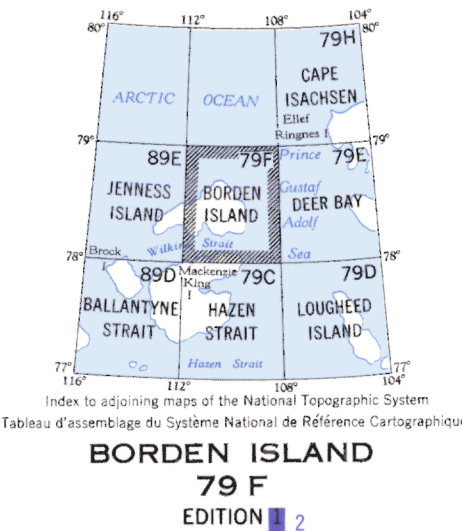 116° 112° 108° 104°
80° 80°
79H
CAPE
ISACHSEN
ARCTIC OCEAN
Ellef
Ringnes I
79° 79°
89E 79F Prince 79E
JENNESS
ISLAND
BORDEN
ISLAND
Gustaf
DEER BAY
Adolf
Sea
Wilkins Strait
78° 78°
Brock
I
89D Mackenzie
King
I
79C 79D
BALLANTYNE
STRAIT
HAZEN
STRAIT
LOUGHEED
ISLAND
Hazen Strait
77° 77°
116° 112° 108° 104°
Index to adjoining maps of the National Topographic System
Tableau d'assemblage du Système National de Référence Cartographique
BORDEN ISLAND
79 F
EDITION 1 2